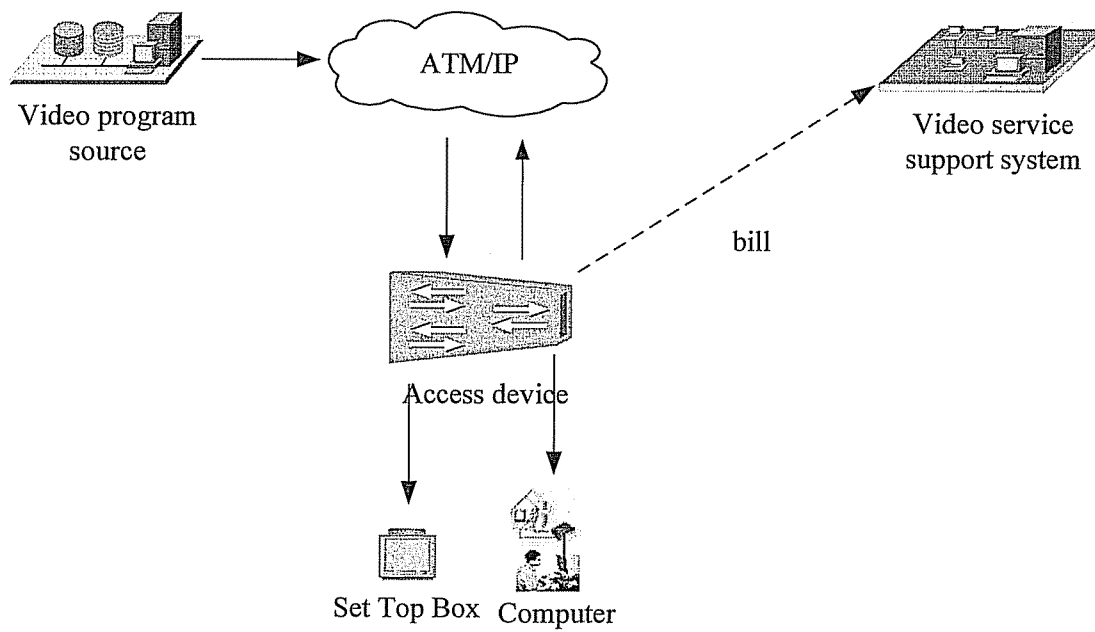 ATM/IP
Video program
source
Video service
support system
bill
Access device
Set Top Box
Computer